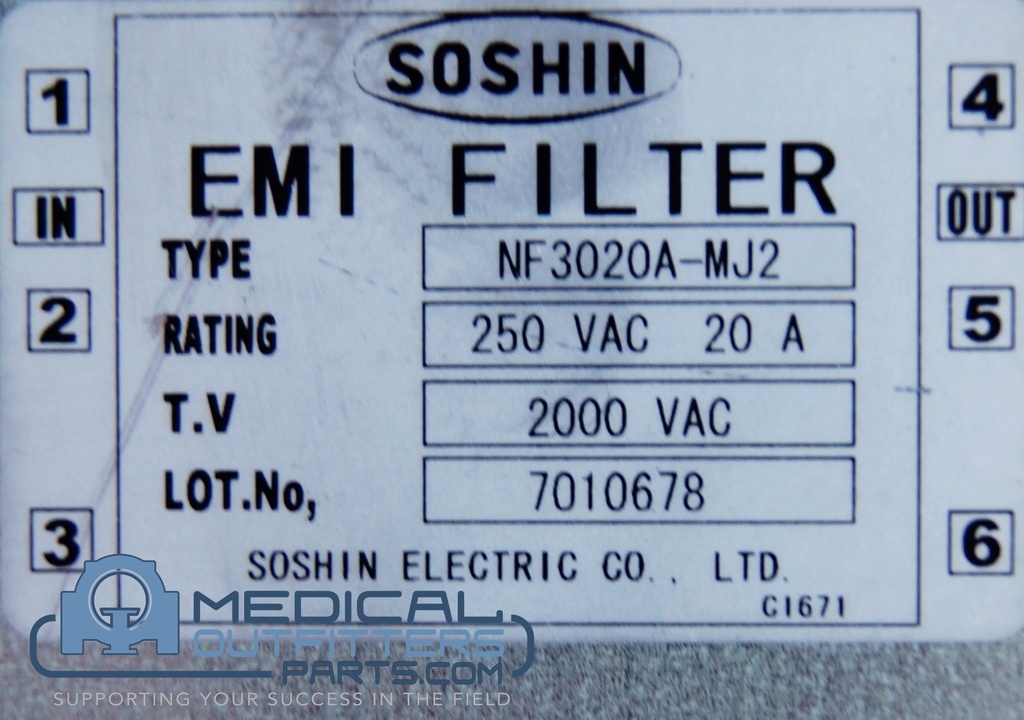 SOSHIN
1
4
EMI FILTER
IN
OUT
TYPE NF3020A-MJ2
2
5
RATING 250 VAC 20 A
T.V 2000 VAC
LOT.No, 7010678
3
6
SOSHIN ELECTRIC CO., LTD.
C1671
MEDICAL
OUTFITTERS
PARTS.COM
SUPPORTING YOUR SUCCESS IN THE FIELD